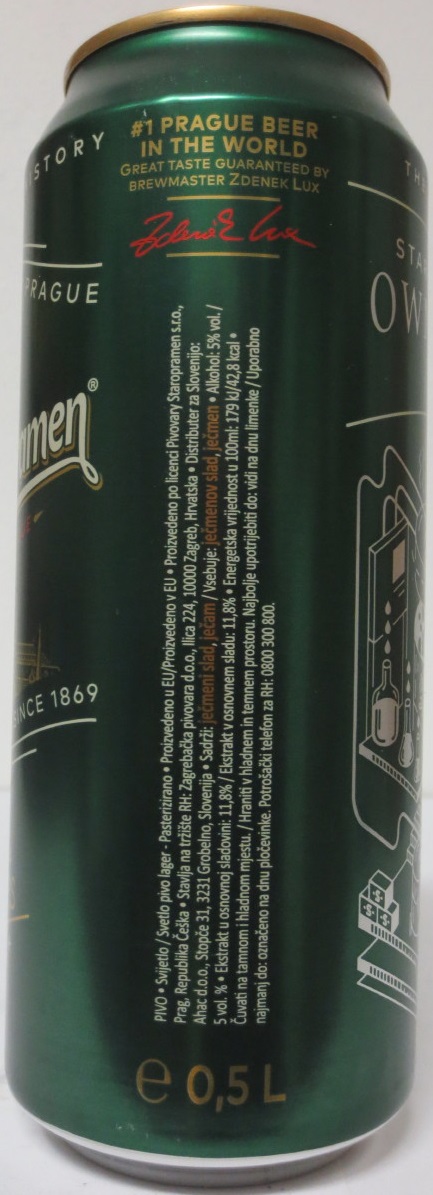 #1 PRAGUE BEER
IN THE WORLD
GREAT TASTE GUARANTEED BY
BREWMASTER ZDENEK LUX
Zdeněk Lux
ISTORY
PRAGUE
amen®
SINCE 1869
THE
STAR
OW
PIVO • Svijetlo / Svetlo pivo lager - Pasterizirano • Proizvedeno u EU/Proizvedeno v EU • Proizvedeno po licenci Pivovary Staropramen s.r.o.,
Prag, Republika Češka • Stavlja na tržište RH: Zagrebačka pivovara d.o.o., Ilica 224, 10000 Zagreb, Hrvatska • Distributer za Slovenijo:
Ahac d.o.o., Stopče 31, 3231 Grobelno, Slovenija • Sadrži: ječmeni slad, ječam / Vsebuje: ječmenov slad, ječmen • Alkohol: 5% vol. /
5 vol. % • Ekstrakt u osnovnoj sladovini: 11,8% / Ekstrakt v osnovnem sladu: 11,8% • Energetska vrijednost u 100ml: 179 kJ/42,8 kcal •
Čuvati na tamnom i hladnom mjestu. / Hraniti v hladnem in temnem prostoru. Najbolje upotrijebiti do: vidi na dnu limenke / Uporabno
najmanj do: označeno na dnu pločevinke. Potrošački telefon za RH: 0800 300 800.
e 0,5 L